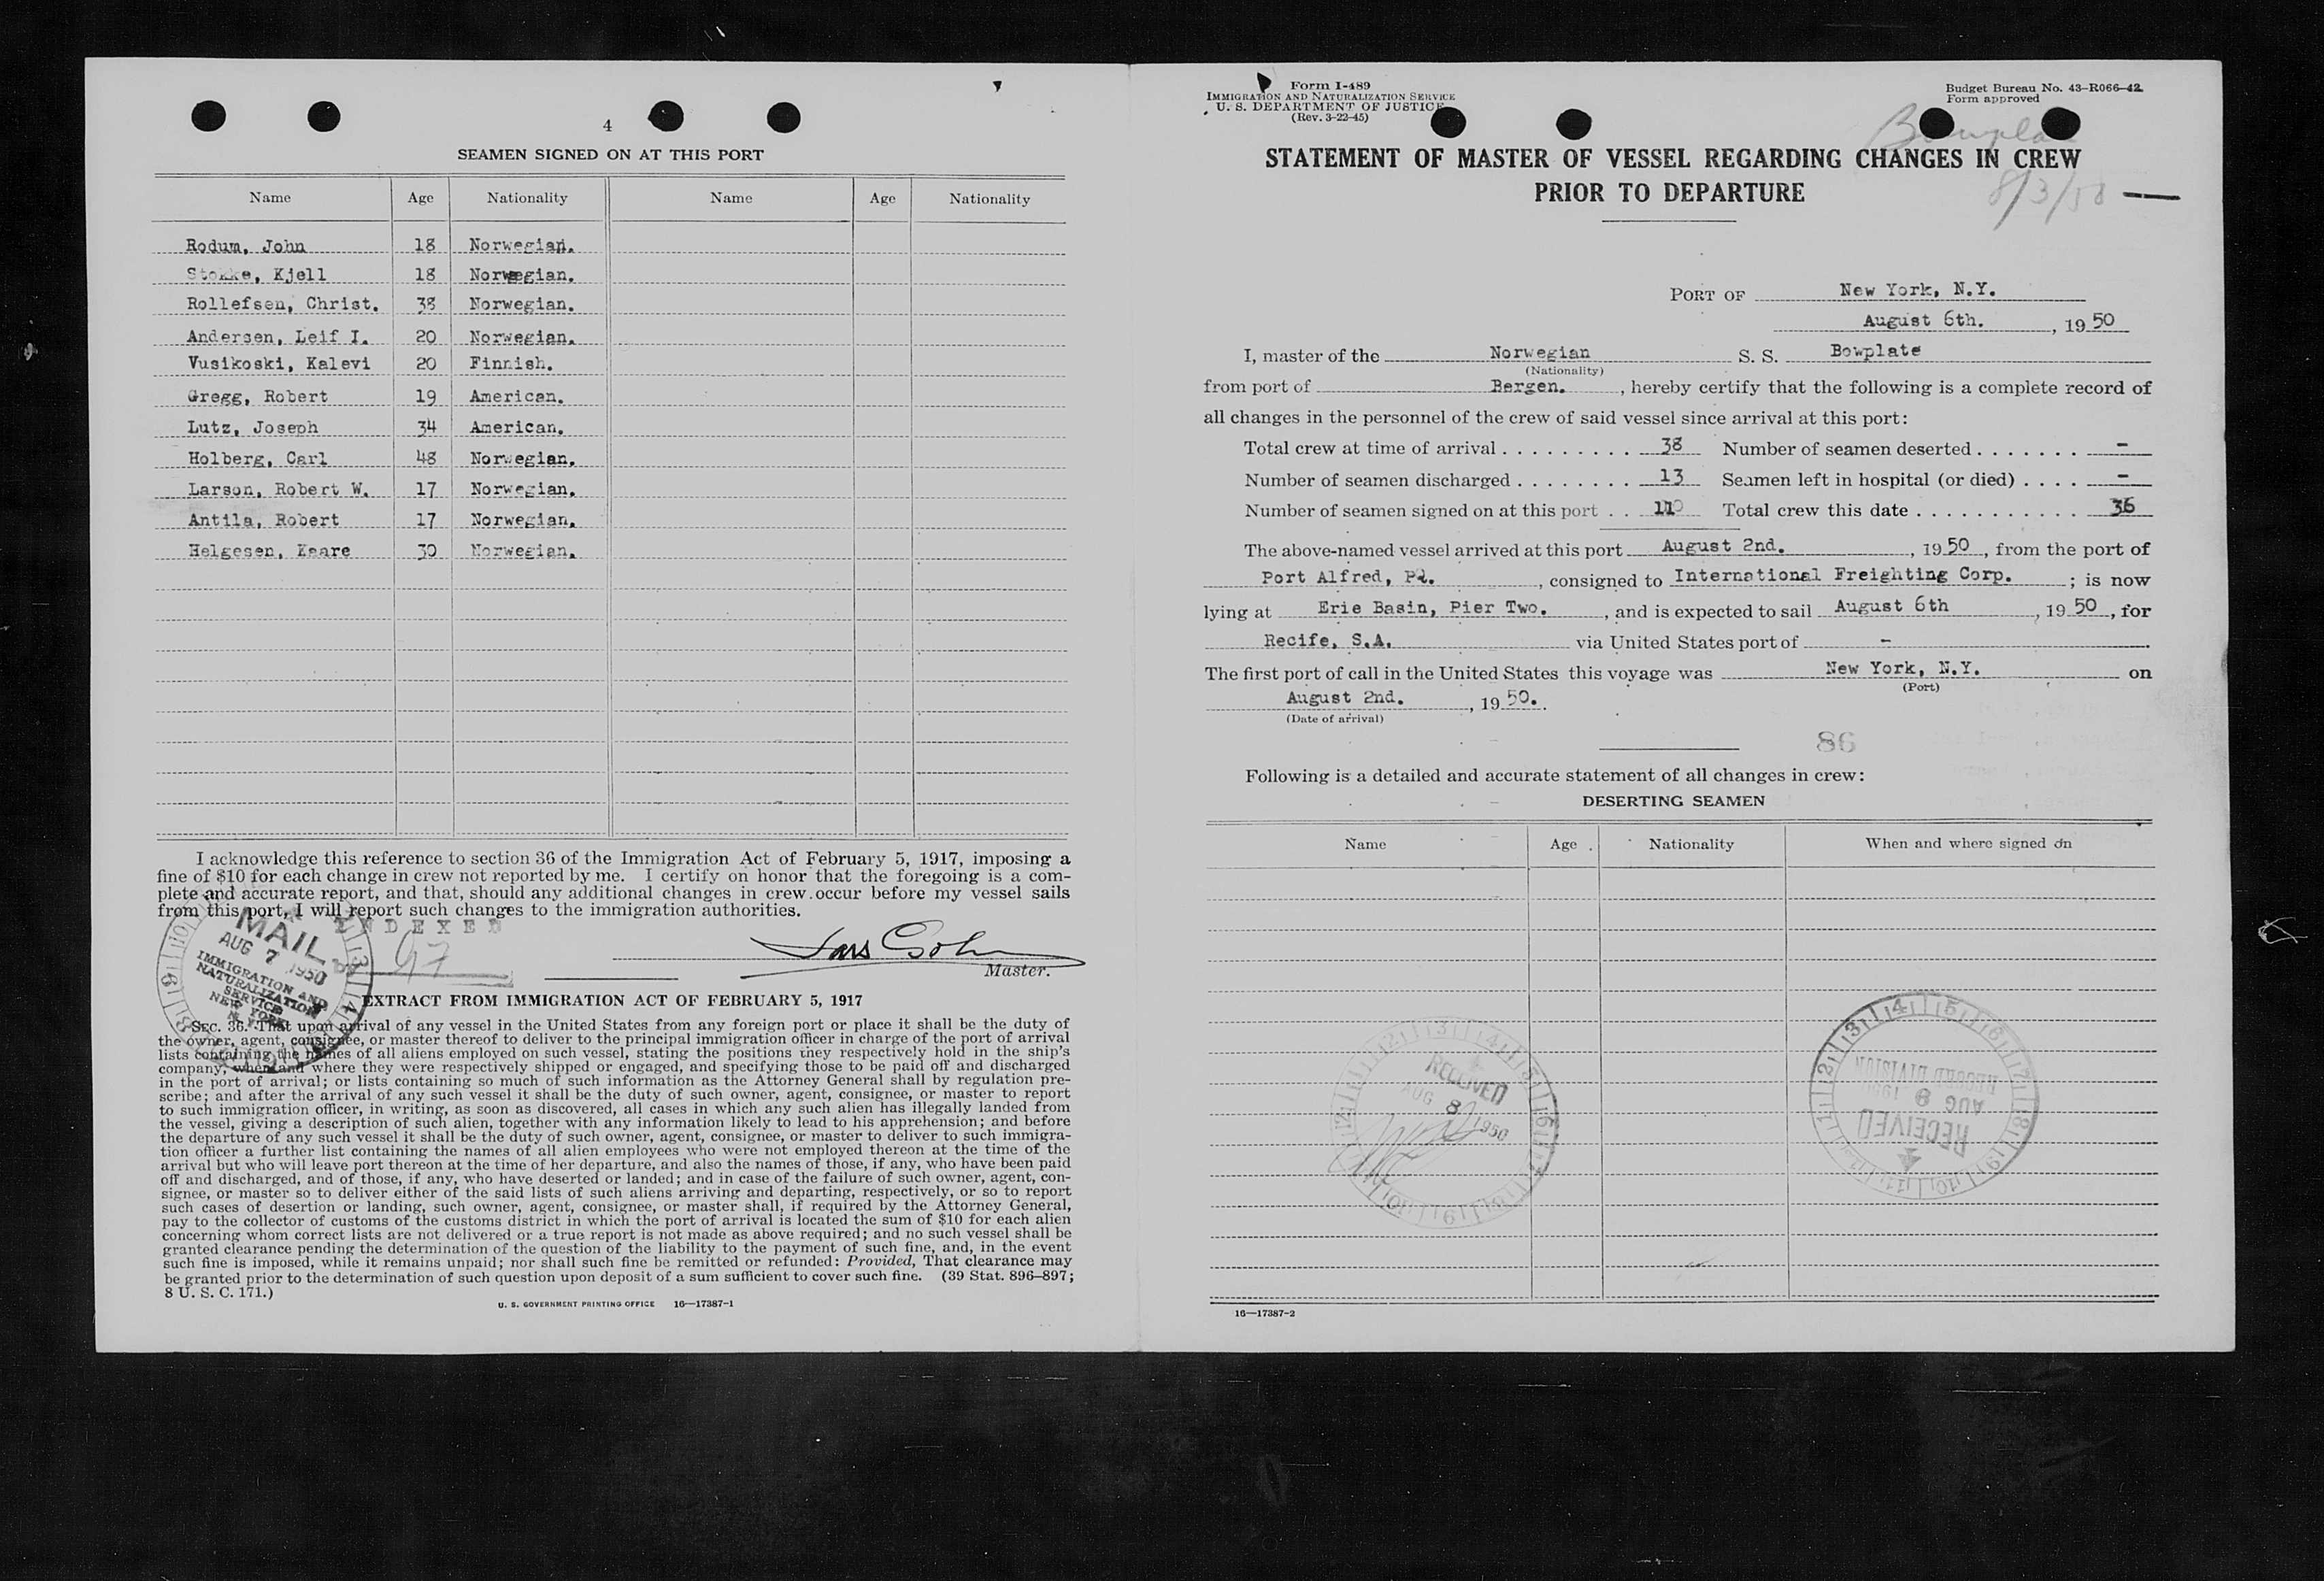 4
SEAMEN SIGNED ON AT THIS PORT
Name Age Nationality Name Age Nationality
Rodum, John 18 Norwegian.
Stokke, Kjell 18 Norwegian.
Rollefsen, Christ. 38 Norwegian.
Andersen, Leif I. 20 Norwegian.
Vusikoski, Kalevi 20 Finnish.
Gregg, Robert 19 American.
Lutz, Joseph 34 American.
Holberg, Carl 48 Norwegian.
Larson, Robert W. 17 Norwegian.
Antila, Robert 17 Norwegian.
Helgesen, Kaare 30 Norwegian.
I acknowledge this reference to section 36 of the Immigration Act of February 5, 1917, imposing a
fine of $10 for each change in crew not reported by me. I certify on honor that the foregoing is a com-
plete and accurate report, and that, should any additional changes in crew occur before my vessel sails
from this port, I will report such changes to the immigration authorities.
INDEXED
97
MAIL
AUG 7 1950
IMMIGRATION AND
NATURALIZATION
SERVICE
NEW YORK
Master.
EXTRACT FROM IMMIGRATION ACT OF FEBRUARY 5, 1917
SEC. 36. That upon arrival of any vessel in the United States from any foreign port or place it shall be the duty of
the owner, agent, consignee, or master thereof to deliver to the principal immigration officer in charge of the port of arrival
lists containing the names of all aliens employed on such vessel, stating the positions they respectively hold in the ship's
company, when and where they were respectively shipped or engaged, and specifying those to be paid off and discharged
in the port of arrival; or lists containing so much of such information as the Attorney General shall by regulation pre-
scribe; and after the arrival of any such vessel it shall be the duty of such owner, agent, consignee, or master to report
to such immigration officer, in writing, as soon as discovered, all cases in which any such alien has illegally landed from
the vessel, giving a description of such alien, together with any information likely to lead to his apprehension; and before
the departure of any such vessel it shall be the duty of such owner, agent, consignee, or master to deliver to such immigra-
tion officer a further list containing the names of all alien employees who were not employed thereon at the time of the
arrival but who will leave port thereon at the time of her departure, and also the names of those, if any, who have been paid
off and discharged, and of those, if any, who have deserted or landed; and in case of the failure of such owner, agent, con-
signee, or master so to deliver either of the said lists of such aliens arriving and departing, respectively, or so to report
such cases of desertion or landing, such owner, agent, consignee, or master shall, if required by the Attorney General,
pay to the collector of customs of the customs district in which the port of arrival is located the sum of $10 for each alien
concerning whom correct lists are not delivered or a true report is not made as above required; and no such vessel shall be
granted clearance pending the determination of the question of the liability to the payment of such fine, and, in the event
such fine is imposed, while it remains unpaid; nor shall such fine be remitted or refunded: Provided, That clearance may
be granted prior to the determination of such question upon deposit of a sum sufficient to cover such fine. (39 Stat. 896–897;
8 U. S. C. 171.)
U. S. GOVERNMENT PRINTING OFFICE 16—17387-1
Form I-489
IMMIGRATION AND NATURALIZATION SERVICE
U. S. DEPARTMENT OF JUSTICE
(Rev. 3-22-45)
Budget Bureau No. 43–R066–42
Form approved
STATEMENT OF MASTER OF VESSEL REGARDING CHANGES IN CREW
PRIOR TO DEPARTURE
PORT OF New York, N.Y.
August 6th. , 19 50
I, master of the Norwegian S. S. Bowplate
(Nationality)
from port of Bergen. , hereby certify that the following is a complete record of
all changes in the personnel of the crew of said vessel since arrival at this port:
Total crew at time of arrival . . . . . . . . . 38 Number of seamen deserted . . . . . . . –
Number of seamen discharged . . . . . . . . 13 Seamen left in hospital (or died) . . . . –
Number of seamen signed on at this port . . 11 Total crew this date . . . . . . . . . . . 36
The above-named vessel arrived at this port August 2nd. , 19 50 , from the port of
Port Alfred, PQ. , consigned to International Freighting Corp. ; is now
lying at Erie Basin, Pier Two. , and is expected to sail August 6th , 19 50 , for
Recife, S.A. via United States port of –
The first port of call in the United States this voyage was New York, N.Y. on
(Port)
August 2nd. , 19 50.
(Date of arrival)
86
Following is a detailed and accurate statement of all changes in crew:
DESERTING SEAMEN
Name Age Nationality When and where signed on
RECEIVED
AUG 8 1950
RECORD DIVISION
AUG 8 1950
RECEIVED
16—17387-2